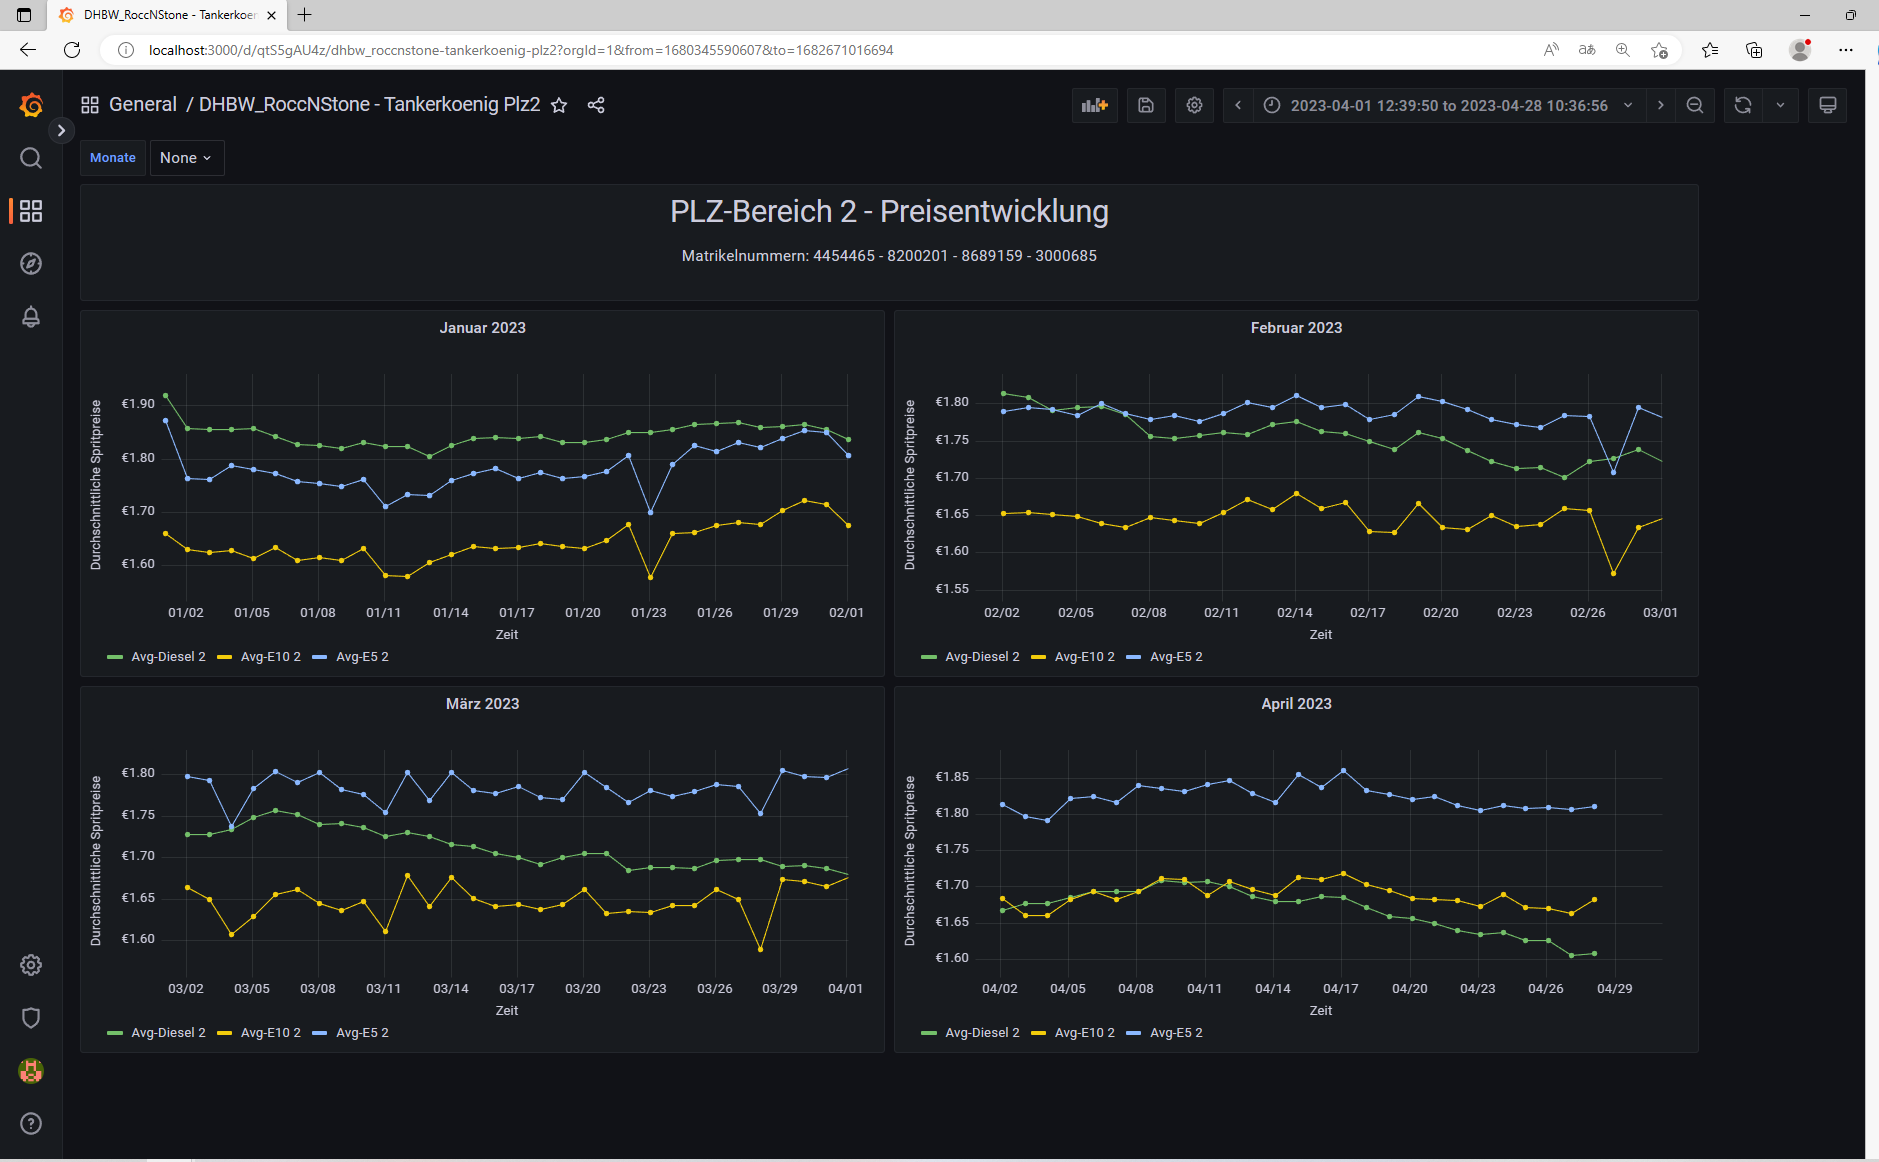 DHBW_RoccNStone - Tankerkoen
localhost:3000/d/qtS5gAU4z/dhbw_roccnstone-tankerkoenig-plz2?orgId=1&from=1680345590607&to=1682671016694
General / DHBW_RoccNStone - Tankerkoenig Plz2
2023-04-01 12:39:50 to 2023-04-28 10:36:56
Monate None
PLZ-Bereich 2 - Preisentwicklung
Matrikelnummern: 4454465 - 8200201 - 8689159 - 3000685
Januar 2023
Durchschnittliche Spritpreise
€1.90
€1.80
€1.70
€1.60
01/02 01/05 01/08 01/11 01/14 01/17 01/20 01/23 01/26 01/29 02/01
Zeit
Avg-Diesel 2 Avg-E10 2 Avg-E5 2
Februar 2023
Durchschnittliche Spritpreise
€1.80
€1.75
€1.70
€1.65
€1.60
€1.55
02/02 02/05 02/08 02/11 02/14 02/17 02/20 02/23 02/26 03/01
Zeit
Avg-Diesel 2 Avg-E10 2 Avg-E5 2
März 2023
Durchschnittliche Spritpreise
€1.80
€1.75
€1.70
€1.65
€1.60
03/02 03/05 03/08 03/11 03/14 03/17 03/20 03/23 03/26 03/29 04/01
Zeit
Avg-Diesel 2 Avg-E10 2 Avg-E5 2
April 2023
Durchschnittliche Spritpreise
€1.85
€1.80
€1.75
€1.70
€1.65
€1.60
04/02 04/05 04/08 04/11 04/14 04/17 04/20 04/23 04/26 04/29
Zeit
Avg-Diesel 2 Avg-E10 2 Avg-E5 2